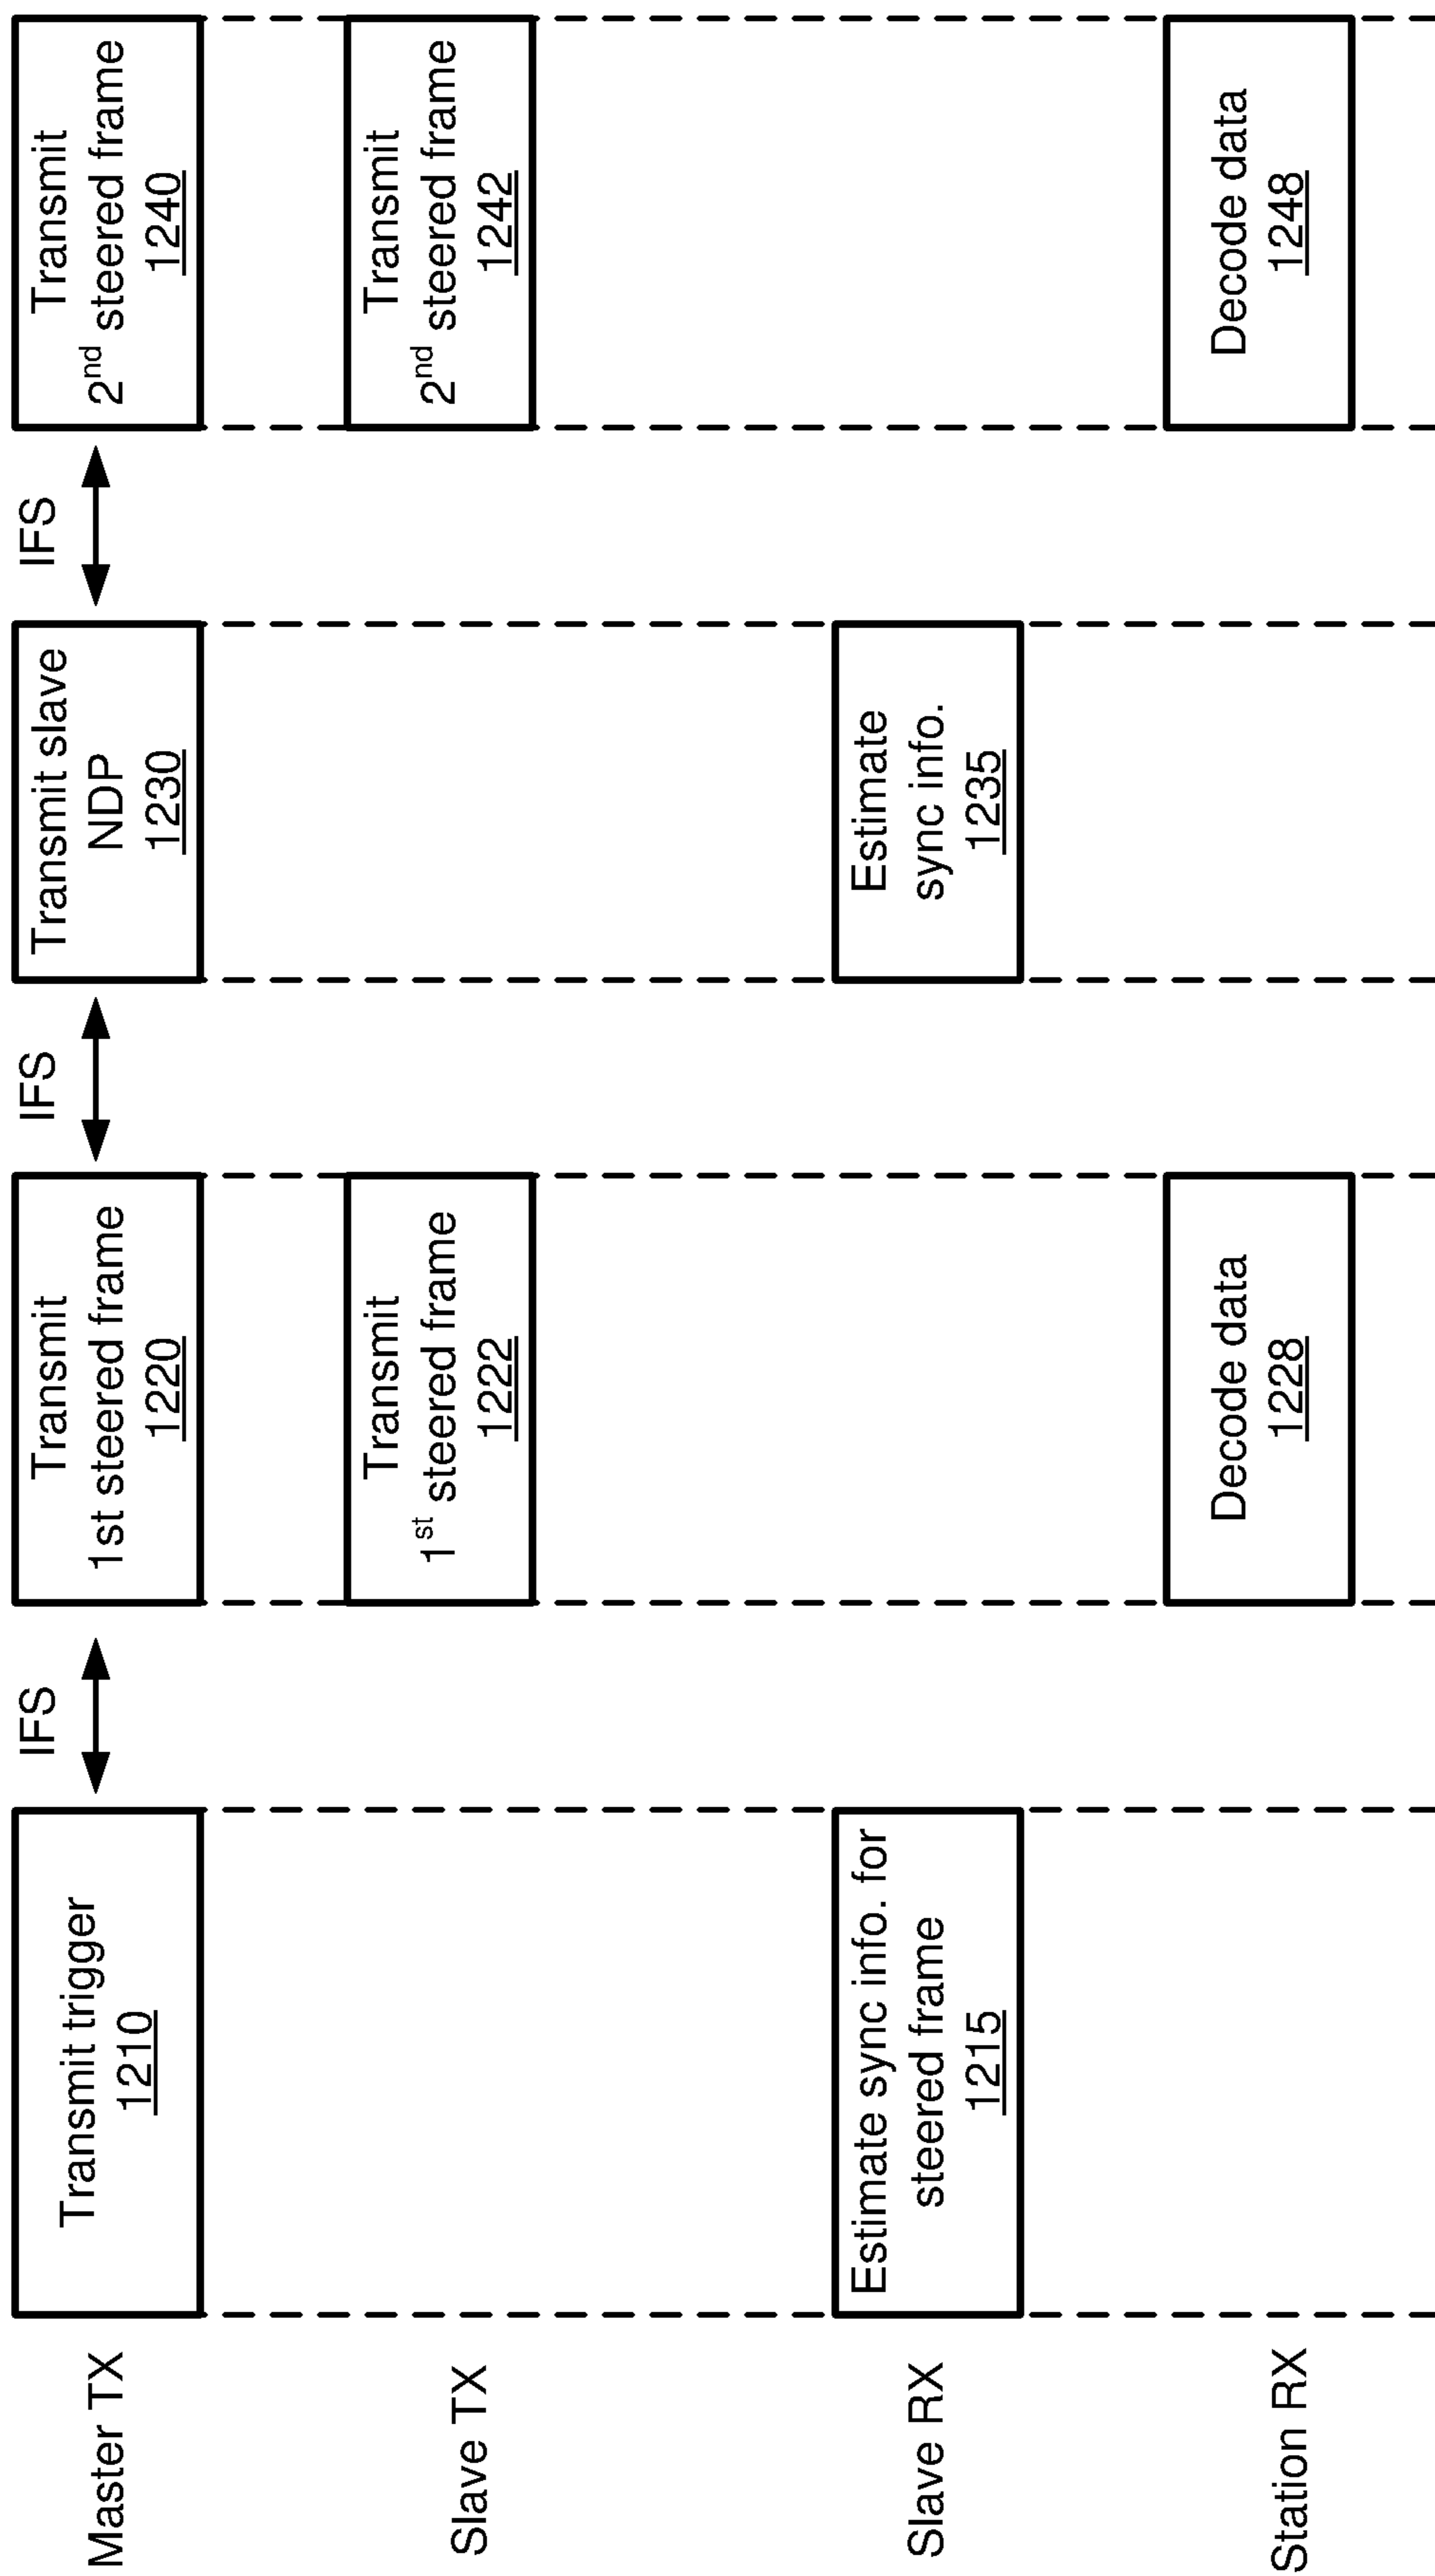 Master TX
Transmit trigger
1210
IFS
Transmit
1st steered frame
1220
IFS
Transmit slave
NDP
1230
IFS
Transmit
2nd steered frame
1240
Slave TX
Transmit
1st steered frame
1222
Transmit
2nd steered frame
1242
Slave RX
Estimate sync info. for
steered frame
1215
Estimate
sync info.
1235
Station RX
Decode data
1228
Decode data
1248